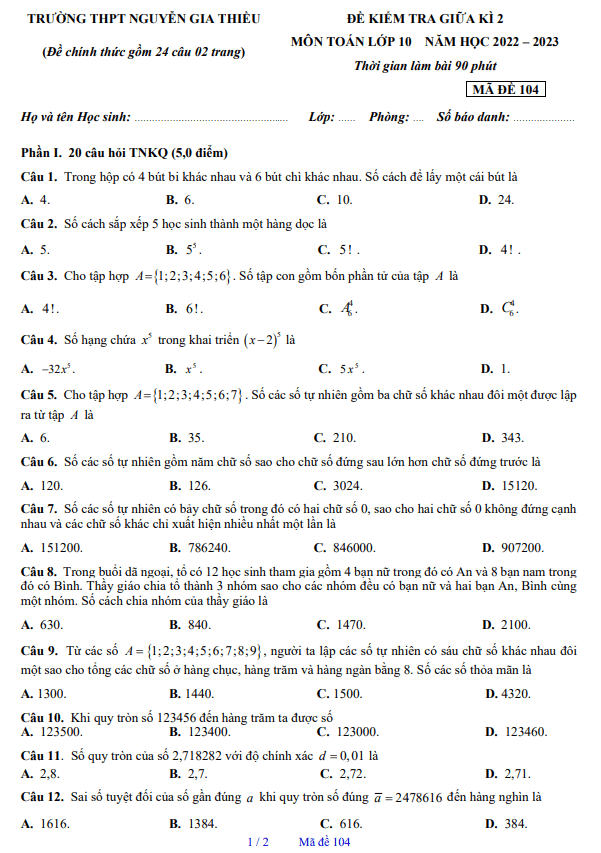 TRƯỜNG THPT NGUYỄN GIA THIỀU
(Đề chính thức gồm 24 câu 02 trang)
ĐỀ KIỂM TRA GIỮA KÌ 2
MÔN TOÁN LỚP 10 NĂM HỌC 2022 – 2023
Thời gian làm bài 90 phút
MÃ ĐỀ 104
Họ và tên Học sinh: ........................................................ Lớp: ...... Phòng: .... Số báo danh: ......................
Phần I. 20 câu hỏi TNKQ (5,0 điểm)
Câu 1. Trong hộp có 4 bút bi khác nhau và 6 bút chì khác nhau. Số cách để lấy một cái bút là
A. 4. B. 6. C. 10. D. 24.
Câu 2. Số cách sắp xếp 5 học sinh thành một hàng dọc là
A. 5. B. 5⁵. C. 5!. D. 4!.
Câu 3. Cho tập hợp A={1;2;3;4;5;6}. Số tập con gồm bốn phần tử của tập A là
A. 4!. B. 6!. C. A₆⁴. D. C₆⁴.
Câu 4. Số hạng chứa x⁵ trong khai triển (x−2)⁵ là
A. −32x⁵. B. x⁵. C. 5x⁵. D. 1.
Câu 5. Cho tập hợp A={1;2;3;4;5;6;7}. Số các số tự nhiên gồm ba chữ số khác nhau đôi một được lập
ra từ tập A là
A. 6. B. 35. C. 210. D. 343.
Câu 6. Số các số tự nhiên gồm năm chữ số sao cho chữ số đứng sau lớn hơn chữ số đứng trước là
A. 120. B. 126. C. 3024. D. 15120.
Câu 7. Số các số tự nhiên có bảy chữ số trong đó có hai chữ số 0, sao cho hai chữ số 0 không đứng cạnh
nhau và các chữ số khác chỉ xuất hiện nhiều nhất một lần là
A. 151200. B. 786240. C. 846000. D. 907200.
Câu 8. Trong buổi dã ngoại, tổ có 12 học sinh tham gia gồm 4 bạn nữ trong đó có An và 8 bạn nam trong
đó có Bình. Thầy giáo chia tổ thành 3 nhóm sao các nhóm đều có bạn nữ và hai bạn An, Bình cùng
một nhóm. Số cách chia nhóm của thầy giáo là
A. 630. B. 840. C. 1470. D. 2100.
Câu 9. Từ các số A = {1;2;3;4;5;6;7;8;9}, người ta lập các số tự nhiên có sáu chữ số khác nhau đôi
một sao cho tổng các chữ số ở hàng chục, hàng trăm và hàng ngàn bằng 8. Số các số thỏa mãn là
A. 1300. B. 1440. C. 1500. D. 4320.
Câu 10. Khi quy tròn số 123456 đến hàng trăm ta được số
A. 123500. B. 123400. C. 123000. D. 123460.
Câu 11. Số quy tròn của số 2,718282 với độ chính xác d = 0,01 là
A. 2,8. B. 2,7. C. 2,72. D. 2,71.
Câu 12. Sai số tuyệt đối của số gần đúng a khi quy tròn số đúng a̅ = 2478616 đến hàng nghìn là
A. 1616. B. 1384. C. 616. D. 384.
1 / 2 Mã đề 104